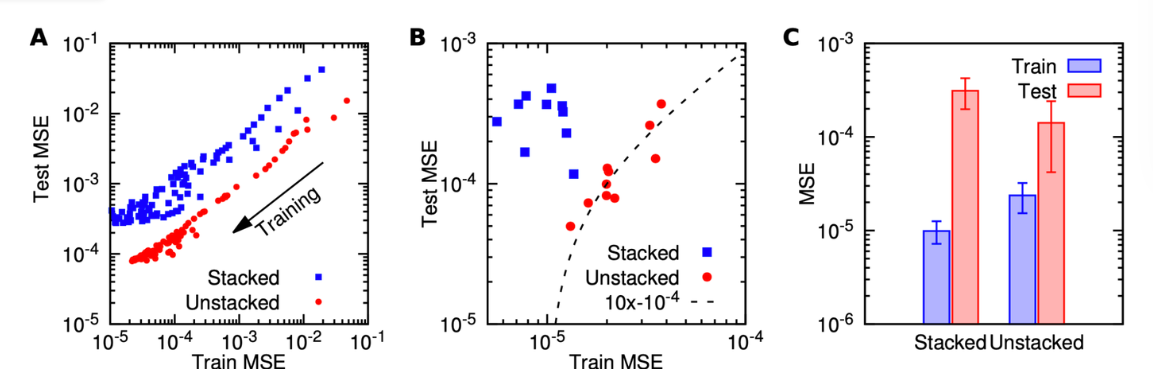 A
Test MSE
10-1
10-2
10-3
10-4
10-5
Training
Stacked
Unstacked
10-5 10-4 10-3 10-2 10-1
Train MSE
B
Test MSE
10-3
10-4
10-5
Stacked
Unstacked
10x-10-4
10-5 10-4
Train MSE
C
MSE
10-3
10-4
10-5
10-6
Train
Test
Stacked Unstacked